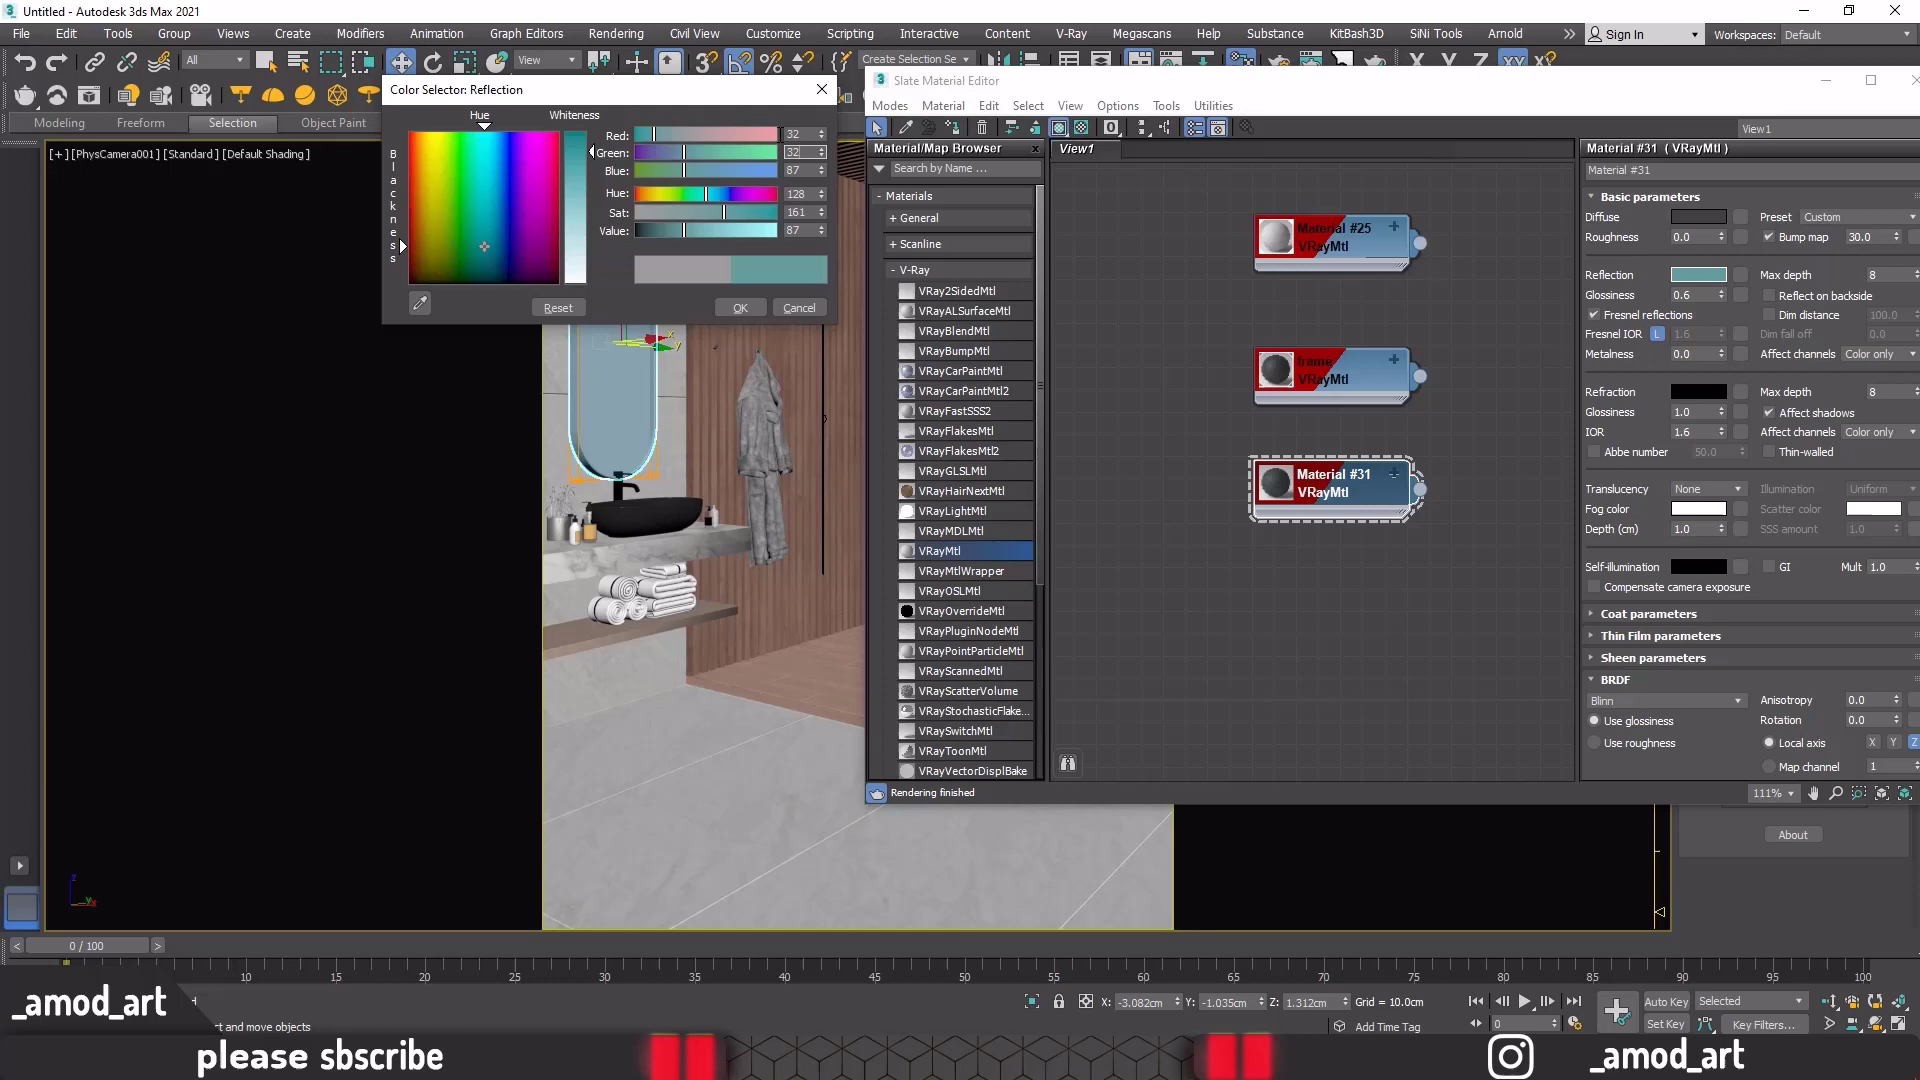 Untitled - Autodesk 3ds Max 2021
File Edit Tools Group Views Create Modifiers Animation Graph Editors Rendering Civil View Customize Scripting Interactive Content V-Ray Megascans Help Substance KitBash3D SiNi Tools Arnold Sign In Workspaces: Default
All View Create Selection Se X Y Z XY
Modeling Freeform Selection Object Paint
[+] [PhysCamera001] [Standard] [Default Shading]
Color Selector: Reflection
Hue Whiteness
Blackness
Red: 32
Green: 32
Blue: 87
Hue: 128
Sat: 161
Value: 87
Reset OK Cancel
Slate Material Editor
Modes Material Edit Select View Options Tools Utilities
View1
Material/Map Browser
Search by Name ...
- Materials
+ General
+ Scanline
- V-Ray
VRay2SidedMtl
VRayALSurfaceMtl
VRayBlendMtl
VRayBumpMtl
VRayCarPaintMtl
VRayCarPaintMtl2
VRayFastSSS2
VRayFlakesMtl
VRayFlakesMtl2
VRayGLSLMtl
VRayHairNextMtl
VRayLightMtl
VRayMDLMtl
VRayMtl
VRayMtlWrapper
VRayOSLMtl
VRayOverrideMtl
VRayPluginNodeMtl
VRayPointParticleMtl
VRayScannedMtl
VRayScatterVolume
VRayStochasticFlake...
VRaySwitchMtl
VRayToonMtl
VRayVectorDisplBake
Rendering finished
View1
Material #25
VRayMtl
frame
VRayMtl
Material #31
VRayMtl
Material #31 ( VRayMtl )
Material #31
Basic parameters
Diffuse Preset Custom
Roughness 0.0 Bump map 30.0
Reflection Max depth 8
Glossiness 0.6 Reflect on backside
Fresnel reflections Dim distance 100.0
Fresnel IOR L 1.6 Dim fall off 0.0
Metalness 0.0 Affect channels Color only
Refraction Max depth 8
Glossiness 1.0 Affect shadows
IOR 1.6 Affect channels Color only
Abbe number 50.0 Thin-walled
Translucency None Illumination Uniform
Fog color Scatter color
Depth (cm) 1.0 SSS amount 1.0
Self-illumination GI Mult 1.0
Compensate camera exposure
Coat parameters
Thin Film parameters
Sheen parameters
BRDF
Blinn Anisotropy 0.0
Use glossiness Rotation 0.0
Use roughness Local axis X Y Z
Map channel 1
111%
About
0 / 100
10 15 20 25 30 35 40 45 50 55 60 65 70 75 80 85 90 95 100
X: -3.082cm Y: -1.035cm Z: 1.312cm Grid = 10.0cm
Auto Key Selected
ct and move objects
Add Time Tag
0
Set Key Key Filters...
_amod_art
please sbscribe
_amod_art